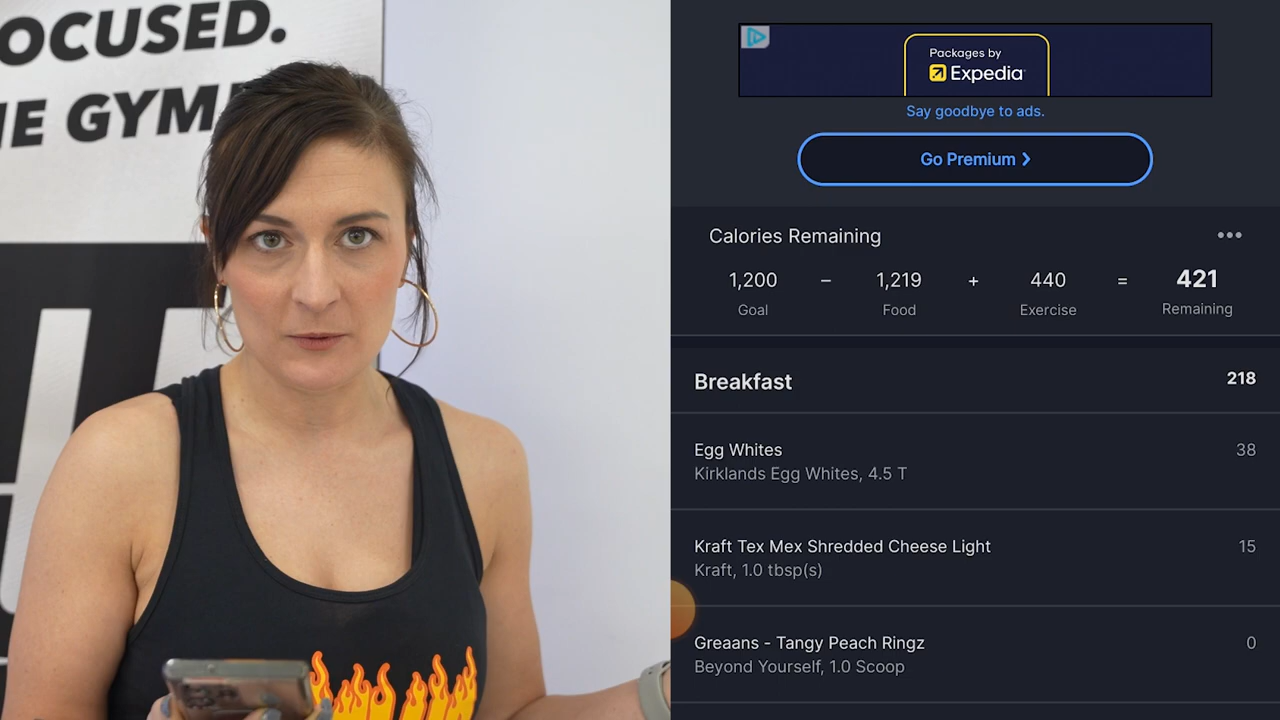 OCUSED.
E GYM
Packages by
Expedia
Say goodbye to ads.
Go Premium
Calories Remaining
1,200 – 1,219 + 440 = 421
Goal Food Exercise Remaining
Breakfast 218
Egg Whites 38
Kirklands Egg Whites, 4.5 T
Kraft Tex Mex Shredded Cheese Light 15
Kraft, 1.0 tbsp(s)
Greaans - Tangy Peach Ringz 0
Beyond Yourself, 1.0 Scoop